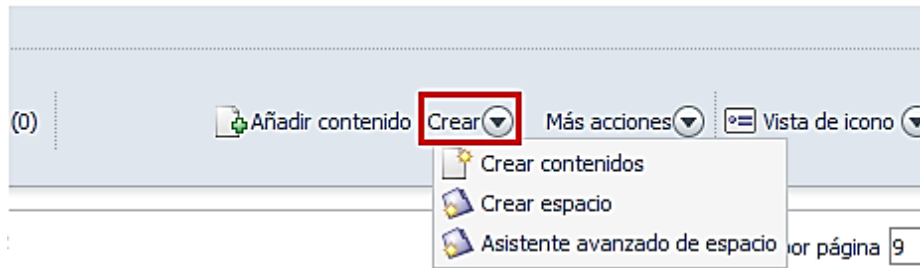 (0) Añadir contenido Crear Más acciones Vista de icono
Crear contenidos
Crear espacio
Asistente avanzado de espacio
por página 9